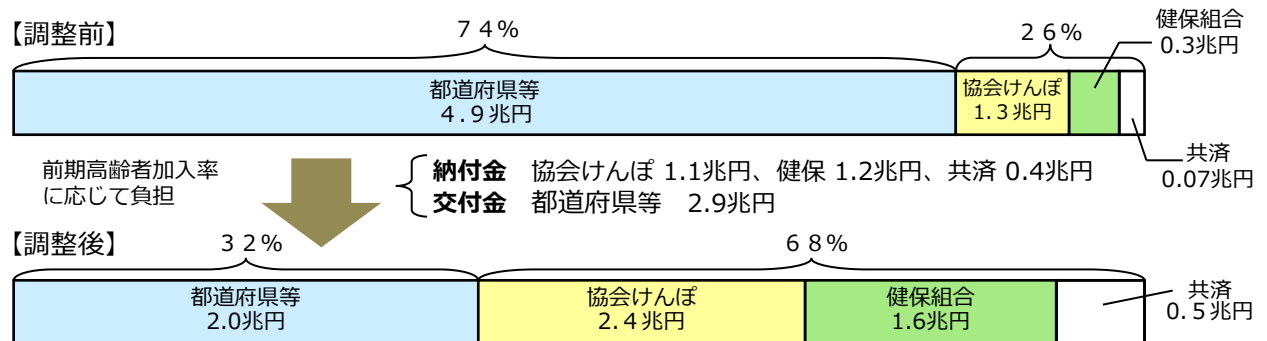 【調整前】
74%
26%
健保組合
0.3兆円
都道府県等
4.9兆円
協会けんぽ
1.3兆円
共済
0.07兆円
前期高齢者加入率
に応じて負担
納付金 協会けんぽ 1.1兆円、健保 1.2兆円、共済 0.4兆円
交付金 都道府県等 2.9兆円
【調整後】
32%
68%
都道府県等
2.0兆円
協会けんぽ
2.4兆円
健保組合
1.6兆円
共済
0.5兆円